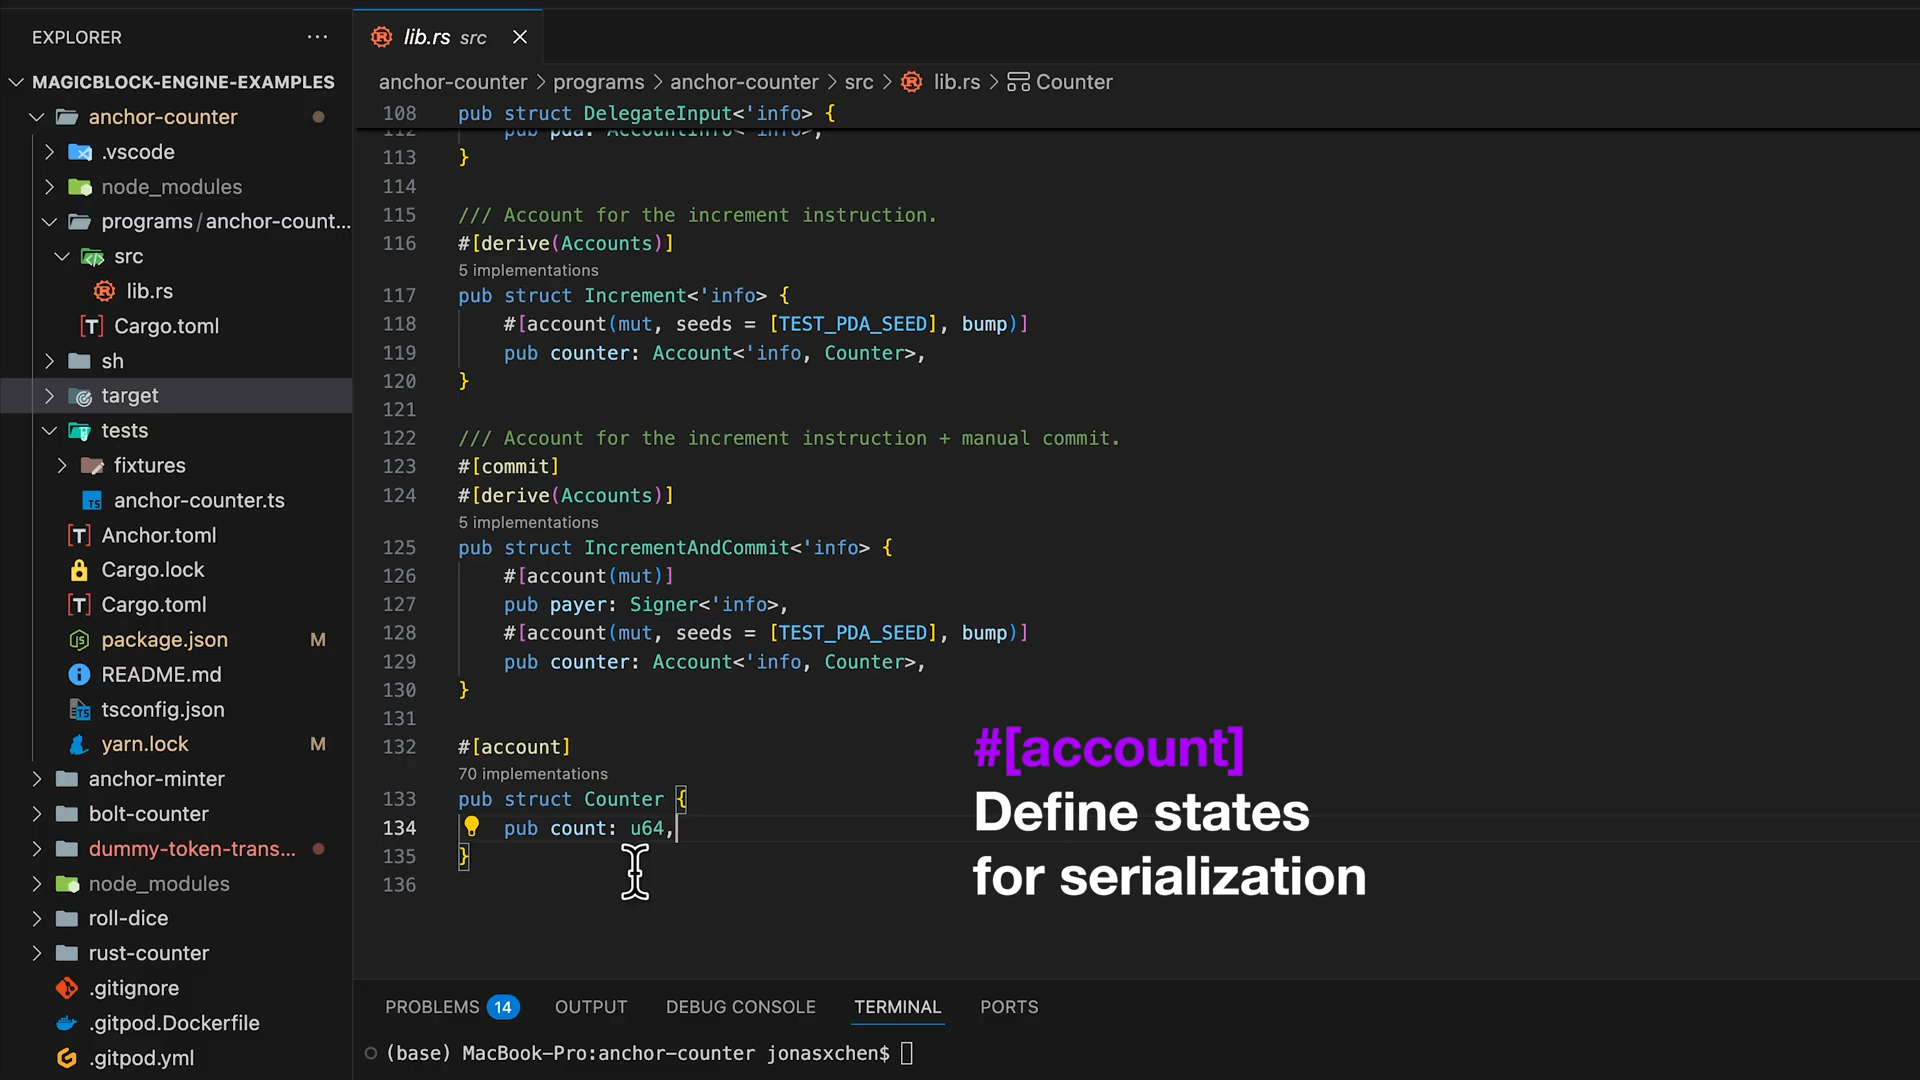 EXPLORER
MAGICBLOCK-ENGINE-EXAMPLES
anchor-counter
.vscode
node_modules
programs/anchor-count...
src
lib.rs
Cargo.toml
sh
target
tests
fixtures
anchor-counter.ts
Anchor.toml
Cargo.lock
Cargo.toml
package.json M
README.md
tsconfig.json
yarn.lock M
anchor-minter
bolt-counter
dummy-token-trans...
node_modules
roll-dice
rust-counter
.gitignore
.gitpod.Dockerfile
.gitpod.yml
lib.rs src
anchor-counter > programs > anchor-counter > src > lib.rs > Counter
108 pub struct DelegateInput<'info> {
112 pub pda: AccountInfo<'info>,
113 }
114
115 /// Account for the increment instruction.
116 #[derive(Accounts)]
5 implementations
117 pub struct Increment<'info> {
118 #[account(mut, seeds = [TEST_PDA_SEED], bump)]
119 pub counter: Account<'info, Counter>,
120 }
121
122 /// Account for the increment instruction + manual commit.
123 #[commit]
124 #[derive(Accounts)]
5 implementations
125 pub struct IncrementAndCommit<'info> {
126 #[account(mut)]
127 pub payer: Signer<'info>,
128 #[account(mut, seeds = [TEST_PDA_SEED], bump)]
129 pub counter: Account<'info, Counter>,
130 }
131
132 #[account]
70 implementations
133 pub struct Counter {
134 pub count: u64,
135 }
136
#[account]
Define states
for serialization
PROBLEMS 14 OUTPUT DEBUG CONSOLE TERMINAL PORTS
(base) MacBook-Pro:anchor-counter jonasxchen$